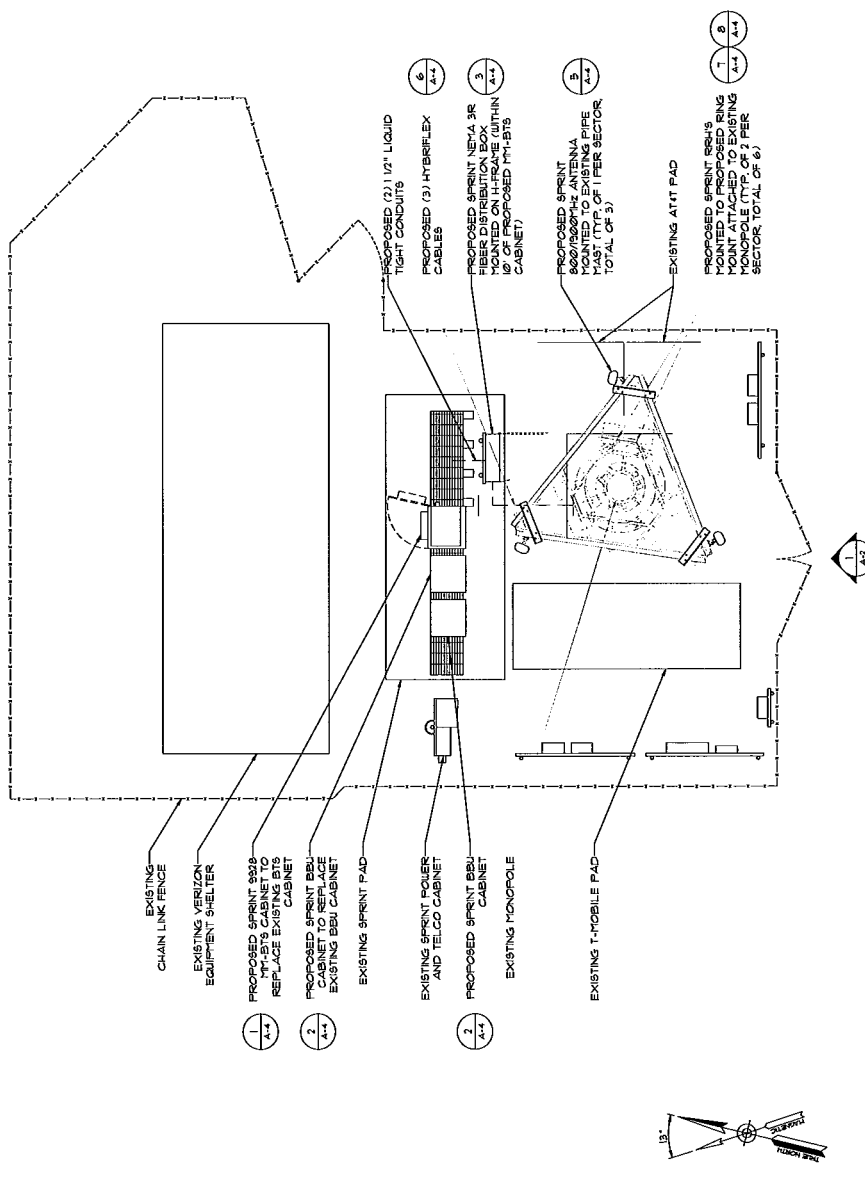 EXISTING
CHAIN LINK FENCE
EXISTING VERIZON
EQUIPMENT SHELTER
1
A-4
PROPOSED SPRINT 9928
MM-BTS CABINET TO
REPLACE EXISTING BTS
CABINET
2
A-4
PROPOSED SPRINT BBU
CABINET TO REPLACE
EXISTING BBU CABINET
EXISTING SPRINT PAD
EXISTING SPRINT POWER
AND TELCO CABINET
2
A-4
PROPOSED SPRINT BBU
CABINET
EXISTING MONOPOLE
EXISTING T-MOBILE PAD
PROPOSED (2) 1 1/2" LIQUID
TIGHT CONDUITS
PROPOSED (3) HYBRIFLEX
CABLES
6
A-4
PROPOSED SPRINT NEMA 3R
FIBER DISTRIBUTION BOX
MOUNTED ON H-FRAME (WITHIN
10' OF PROPOSED MM-BTS
CABINET)
3
A-4
PROPOSED SPRINT
800/1900MHz ANTENNA
MOUNTED TO EXISTING PIPE
MAST (TYP. OF 1 PER SECTOR,
TOTAL OF 3)
5
A-4
EXISTING AT&T PAD
PROPOSED SPRINT RRH'S
MOUNTED TO PROPOSED RING
MOUNT ATTACHED TO EXISTING
MONOPOLE (TYP. OF 2 PER
SECTOR, TOTAL OF 6)
7
A-4
8
A-4
1
A-2
13°
MAGNETIC
TRUE NORTH